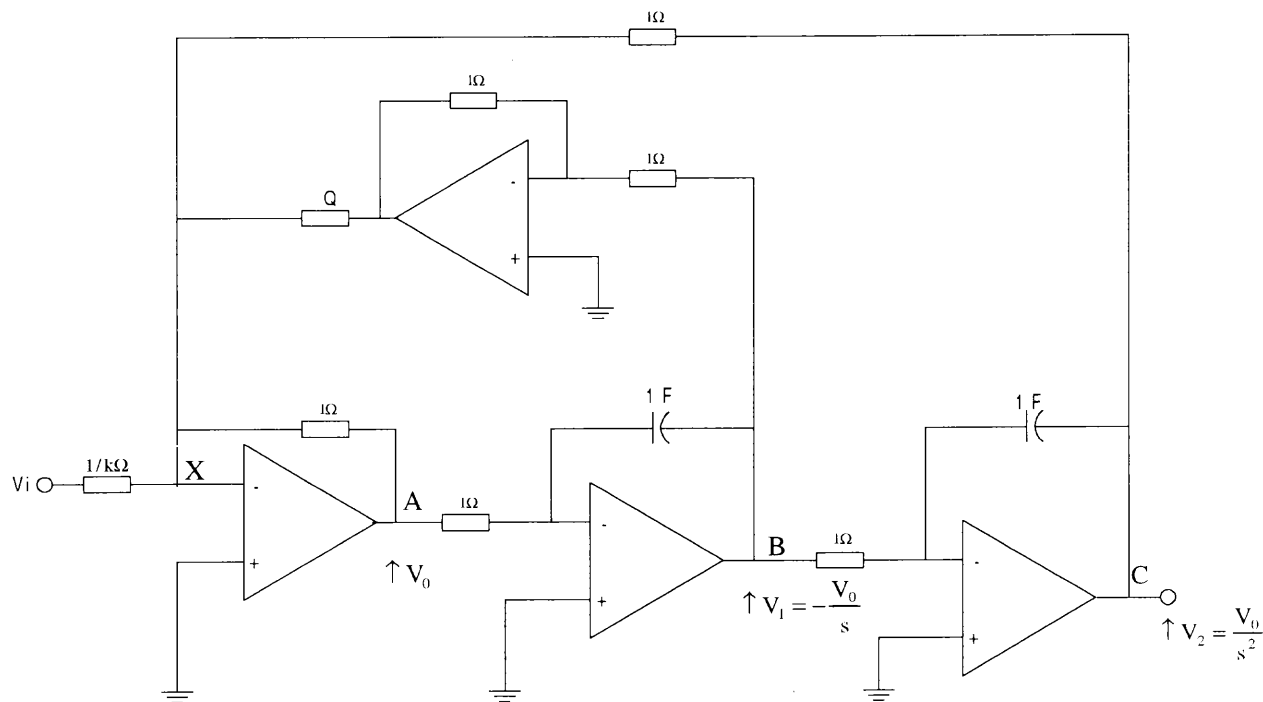 1Ω
1Ω
1Ω
Q
-
+
1Ω
1 F
1 F
Vi
1/kΩ
X
-
+
A
1Ω
-
+
B
1Ω
-
+
C
↑ V₀
↑ V₁ = -V₀/s
↑ V₂ = V₀/s²